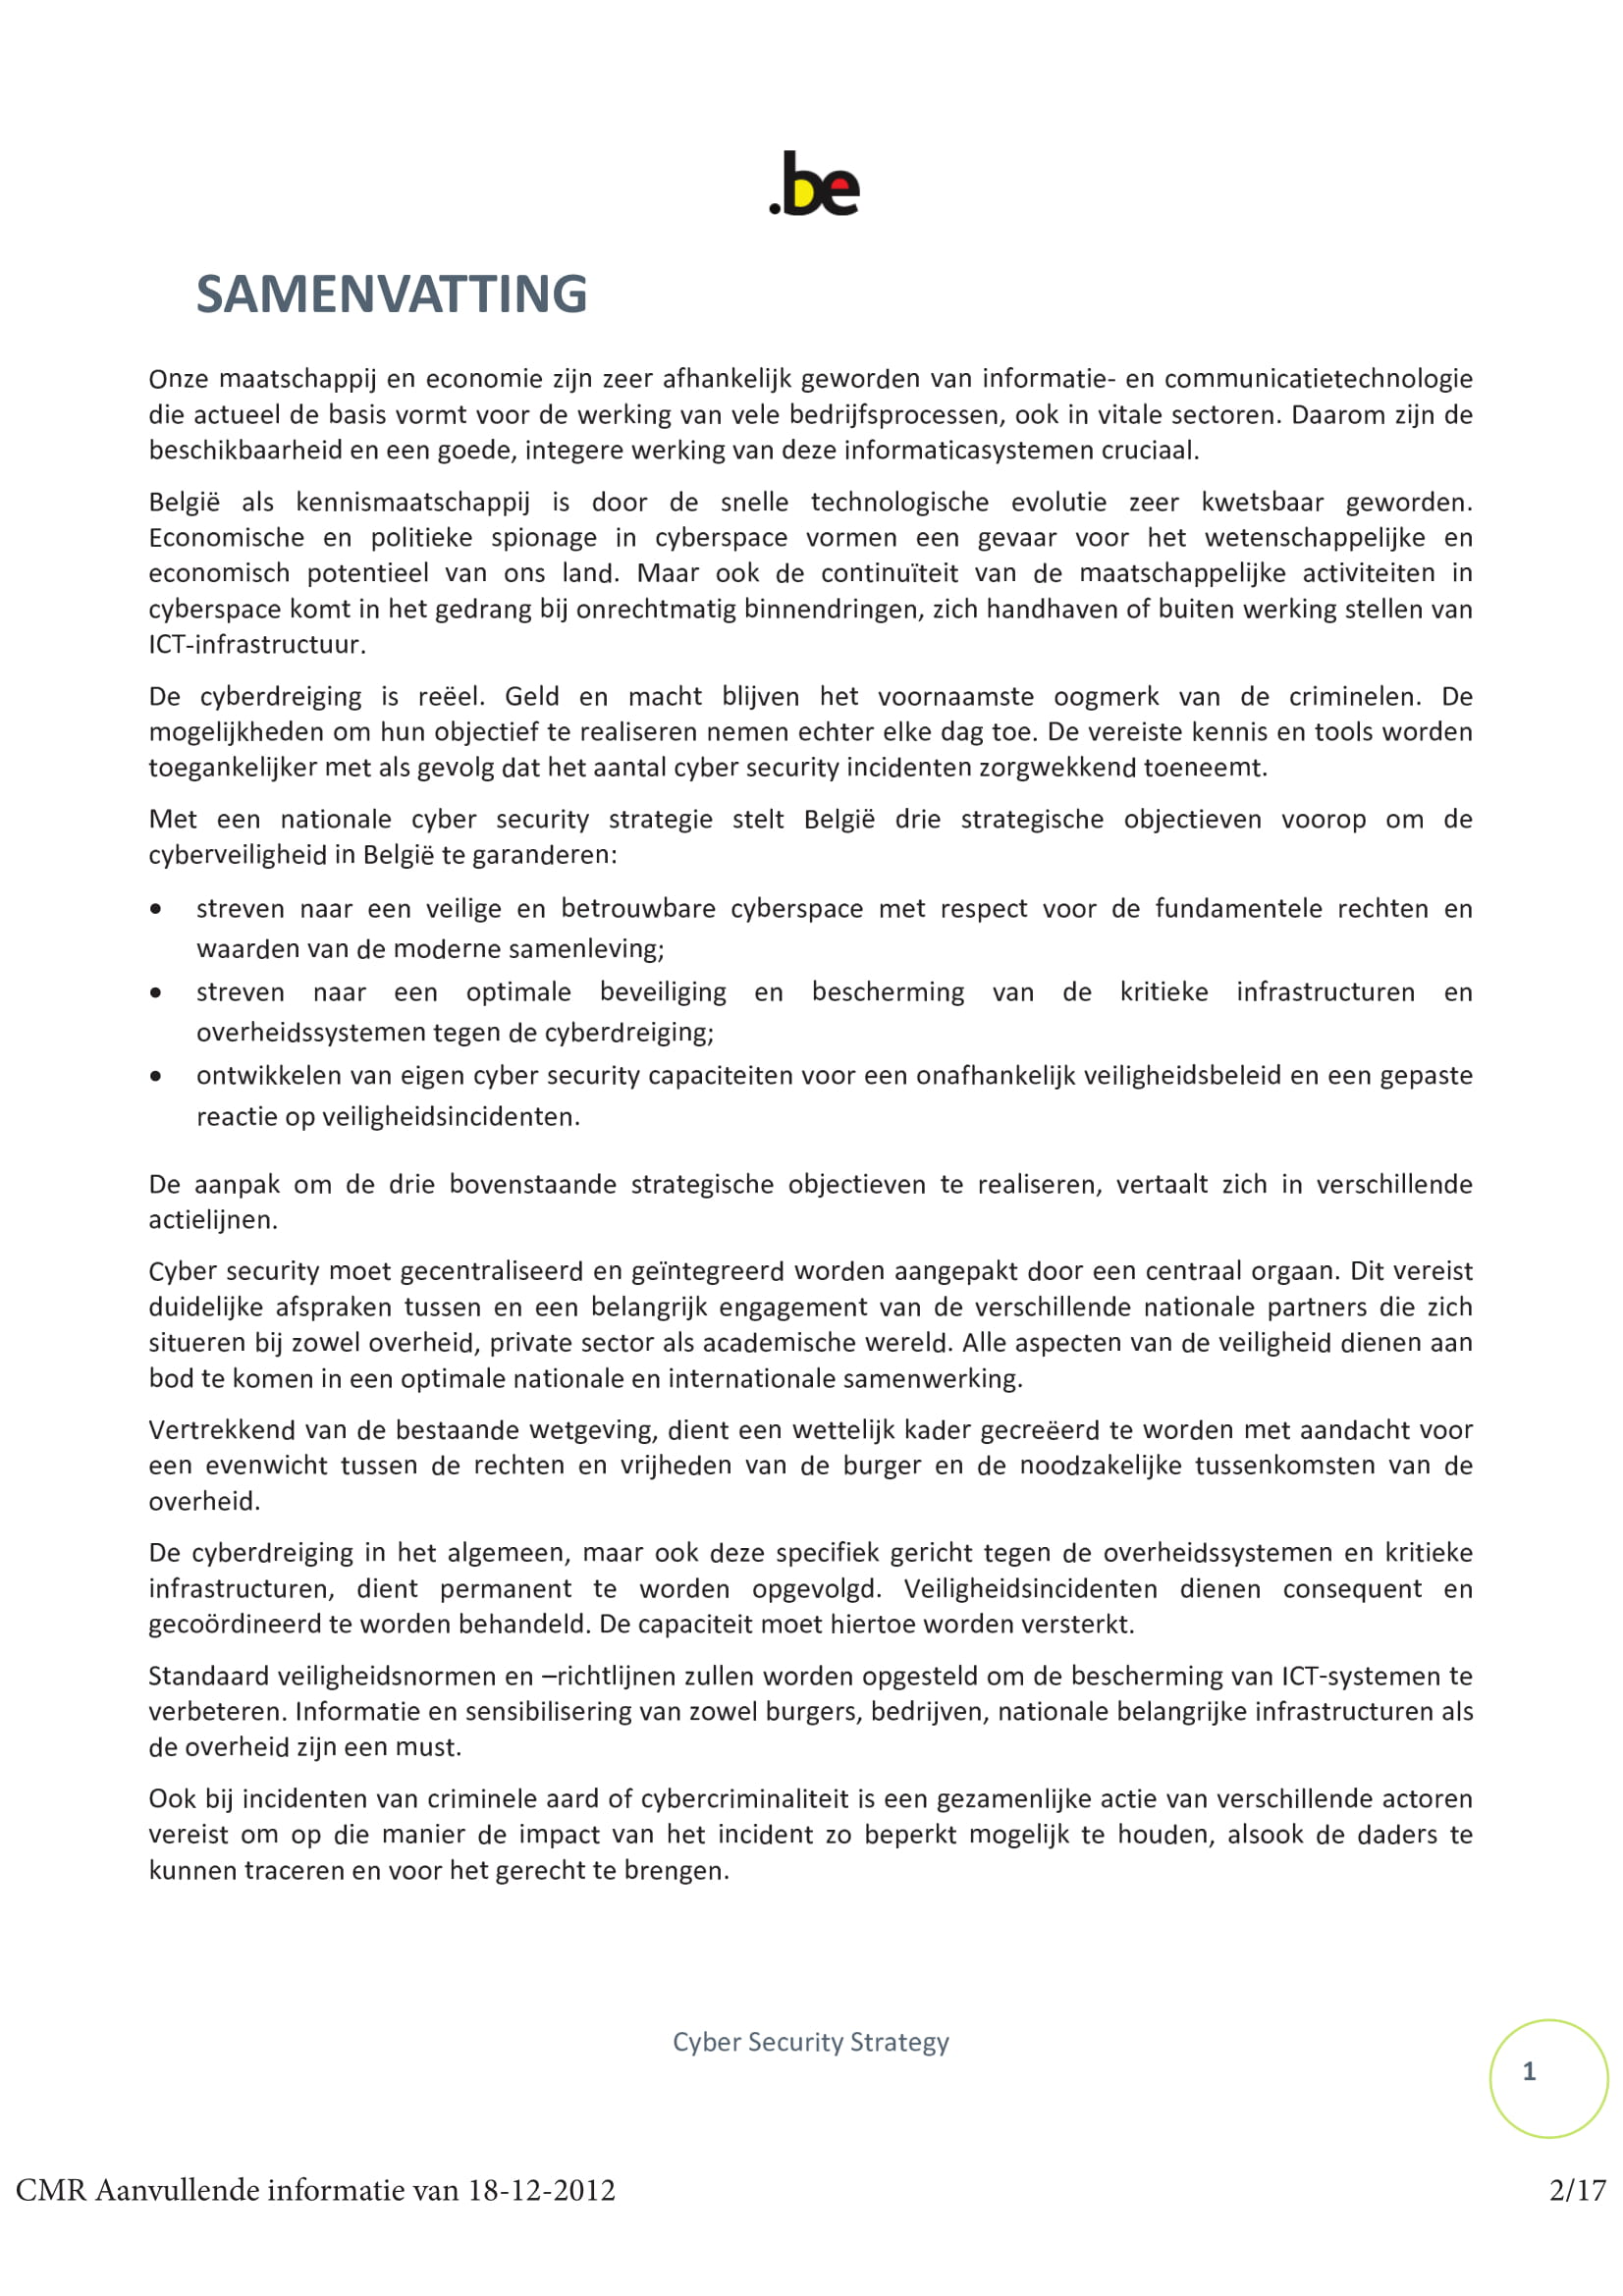 .be
SAMENVATTING
Onze maatschappij en economie zijn zeer afhankelijk geworden van informatie- en communicatietechnologie
die actueel de basis vormt voor de werking van vele bedrijfsprocessen, ook in vitale sectoren. Daarom zijn de
beschikbaarheid en een goede, integere werking van deze informaticasystemen cruciaal.
België als kennismaatschappij is door de snelle technologische evolutie zeer kwetsbaar geworden.
Economische en politieke spionage in cyberspace vormen een gevaar voor het wetenschappelijke en
economisch potentieel van ons land. Maar ook de continuïteit van de maatschappelijke activiteiten in
cyberspace komt in het gedrang bij onrechtmatig binnendringen, zich handhaven of buiten werking stellen van
ICT-infrastructuur.
De cyberdreiging is reëel. Geld en macht blijven het voornaamste oogmerk van de criminelen. De
mogelijkheden om hun objectief te realiseren nemen echter elke dag toe. De vereiste kennis en tools worden
toegankelijker met als gevolg dat het aantal cyber security incidenten zorgwekkend toeneemt.
Met een nationale cyber security strategie stelt België drie strategische objectieven voorop om de
cyberveiligheid in België te garanderen:
• streven naar een veilige en betrouwbare cyberspace met respect voor de fundamentele rechten en
waarden van de moderne samenleving;
• streven naar een optimale beveiliging en bescherming van de kritieke infrastructuren en
overheidssystemen tegen de cyberdreiging;
• ontwikkelen van eigen cyber security capaciteiten voor een onafhankelijk veiligheidsbeleid en een gepaste
reactie op veiligheidsincidenten.
De aanpak om de drie bovenstaande strategische objectieven te realiseren, vertaalt zich in verschillende
actielijnen.
Cyber security moet gecentraliseerd en geïntegreerd worden aangepakt door een centraal orgaan. Dit vereist
duidelijke afspraken tussen en een belangrijk engagement van de verschillende nationale partners die zich
situeren bij zowel overheid, private sector als academische wereld. Alle aspecten van de veiligheid dienen aan
bod te komen in een optimale nationale en internationale samenwerking.
Vertrekkend van de bestaande wetgeving, dient een wettelijk kader gecreëerd te worden met aandacht voor
een evenwicht tussen de rechten en vrijheden van de burger en de noodzakelijke tussenkomsten van de
overheid.
De cyberdreiging in het algemeen, maar ook deze specifiek gericht tegen de overheidssystemen en kritieke
infrastructuren, dient permanent te worden opgevolgd. Veiligheidsincidenten dienen consequent en
gecoördineerd te worden behandeld. De capaciteit moet hiertoe worden versterkt.
Standaard veiligheidsnormen en –richtlijnen zullen worden opgesteld om de bescherming van ICT-systemen te
verbeteren. Informatie en sensibilisering van zowel burgers, bedrijven, nationale belangrijke infrastructuren als
de overheid zijn een must.
Ook bij incidenten van criminele aard of cybercriminaliteit is een gezamenlijke actie van verschillende actoren
vereist om op die manier de impact van het incident zo beperkt mogelijk te houden, alsook de daders te
kunnen traceren en voor het gerecht te brengen.
Cyber Security Strategy
1
CMR Aanvullende informatie van 18-12-2012 2/17